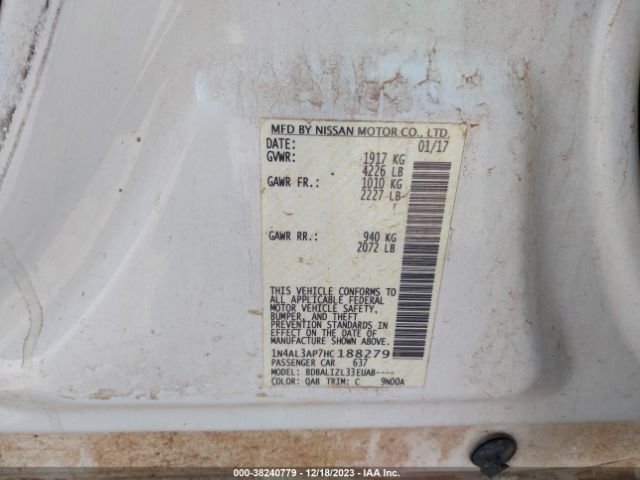 MFD BY NISSAN MOTOR CO., LTD.
DATE: 01/17
GVWR: 1917 KG
4226 LB
GAWR FR.: 1010 KG
2227 LB
GAWR RR.: 940 KG
2072 LB
THIS VEHICLE CONFORMS TO
ALL APPLICABLE FEDERAL
MOTOR VEHICLE SAFETY,
BUMPER, AND THEFT
PREVENTION STANDARDS IN
EFFECT ON THE DATE OF
MANUFACTURE SHOWN ABOVE.
1N4AL3AP7HC188279
PASSENGER CAR 637
MODEL: BDBALIZL33EUAB----
COLOR: QAB TRIM: C 9N00A
000-38240779 — 12/18/2023 — IAA Inc.